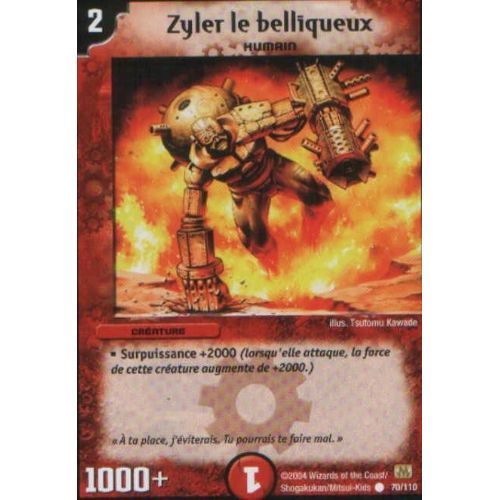 2
Zyler le belliqueux
HUMAIN
illus. Tsutomu Kawade
CRÉATURE
▪ Surpuissance +2000 (lorsqu'elle attaque, la force
de cette créature augmente de +2000.)
« À ta place, j'éviterais. Tu pourrais te faire mal. »
1000+
1
©2004 Wizards of the Coast/
Shogakukan/Mitsui-Kids ● 70/110